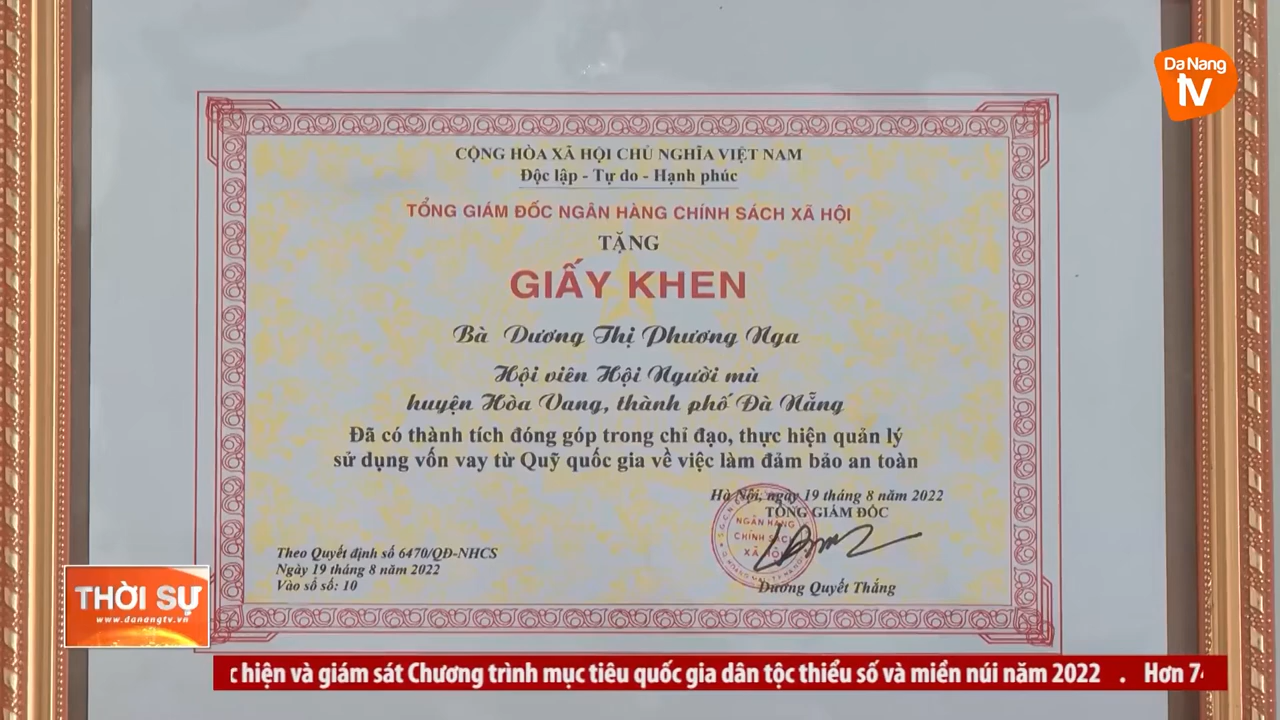 Da Nang
tv
CỘNG HÒA XÃ HỘI CHỦ NGHĨA VIỆT NAM
Độc lập - Tự do - Hạnh phúc
TỔNG GIÁM ĐỐC NGÂN HÀNG CHÍNH SÁCH XÃ HỘI
TẶNG
GIẤY KHEN
Bà Dương Thị Phương Nga
Hội viên Hội Người mù
huyện Hòa Vang, thành phố Đà Nẵng
Đã có thành tích đóng góp trong chỉ đạo, thực hiện quản lý
sử dụng vốn vay từ Quỹ quốc gia về việc làm đảm bảo an toàn
Hà Nội, ngày 19 tháng 8 năm 2022
TỔNG GIÁM ĐỐC
NGÂN HÀNG
CHÍNH SÁCH
XÃ HỘI
Dương Quyết Thắng
Theo Quyết định số 6470/QĐ-NHCS
Ngày 19 tháng 8 năm 2022
Vào sổ số: 10
THỜI SỰ
www.danangtv.vn
hiện và giám sát Chương trình mục tiêu quốc gia dân tộc thiểu số và miền núi năm 2022 . Hơn